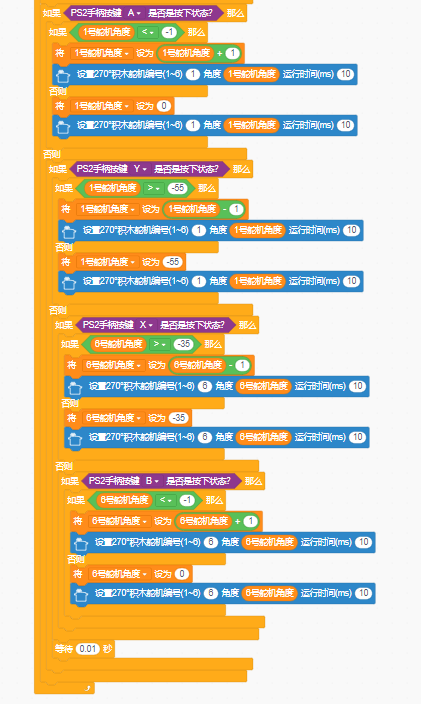 如果 PS2手柄按键 A 是否是按下状态? 那么
如果 1号舵机角度 < -1 那么
将 1号舵机角度 设为 1号舵机角度 + 1
设置270°积木舵机编号(1~6) 1 角度 1号舵机角度 运行时间(ms) 10
否则
将 1号舵机角度 设为 0
设置270°积木舵机编号(1~6) 1 角度 1号舵机角度 运行时间(ms) 10
否则
如果 PS2手柄按键 Y 是否是按下状态? 那么
如果 1号舵机角度 > -55 那么
将 1号舵机角度 设为 1号舵机角度 - 1
设置270°积木舵机编号(1~6) 1 角度 1号舵机角度 运行时间(ms) 10
否则
将 1号舵机角度 设为 -55
设置270°积木舵机编号(1~6) 1 角度 1号舵机角度 运行时间(ms) 10
否则
如果 PS2手柄按键 X 是否是按下状态? 那么
如果 6号舵机角度 > -35 那么
将 6号舵机角度 设为 6号舵机角度 - 1
设置270°积木舵机编号(1~6) 6 角度 6号舵机角度 运行时间(ms) 10
否则
将 6号舵机角度 设为 -35
设置270°积木舵机编号(1~6) 6 角度 6号舵机角度 运行时间(ms) 10
否则
如果 PS2手柄按键 B 是否是按下状态? 那么
如果 6号舵机角度 < -1 那么
将 6号舵机角度 设为 6号舵机角度 + 1
设置270°积木舵机编号(1~6) 6 角度 6号舵机角度 运行时间(ms) 10
否则
将 6号舵机角度 设为 0
设置270°积木舵机编号(1~6) 6 角度 6号舵机角度 运行时间(ms) 10
等待 0.01 秒